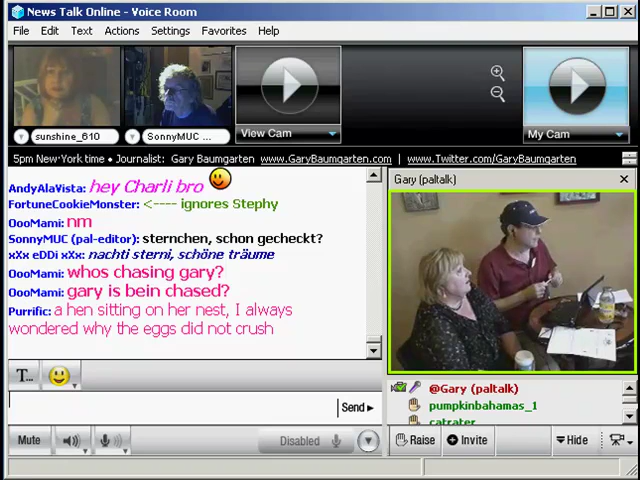 News Talk Online - Voice Room
File Edit Text Actions Settings Favorites Help
sunshine_610
SonnyMUC ...
View Cam
My Cam
5pm New York time • Journalist: Gary Baumgarten www.GaryBaumgarten.com | www.Twitter.com/GaryBaumgarten
AndyAlaVista: hey Charli bro
FortuneCookieMonster: <---- ignores Stephy
OooMami: nm
SonnyMUC (pal-editor): sternchen, schon gecheckt?
xXx eDDi xXx: nachti sterni, schöne träume
OooMami: whos chasing gary?
OooMami: gary is bein chased?
Purrific: a hen sitting on her nest, I always
wondered why the eggs did not crush
Gary (paltalk)
T...
Send
@Gary (paltalk)
pumpkinbahamas_1
catrater
Mute
Disabled
Raise
Invite
Hide